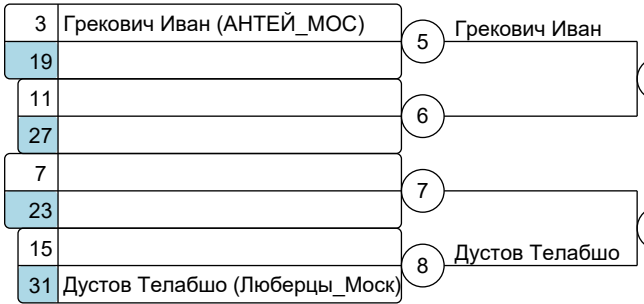 3 Грекович Иван (АНТЕЙ_МОС)
5 Грекович Иван
19
11
6
27
7
7
23
15
8 Дустов Телабшо
31 Дустов Телабшо (Люберцы_Моск)